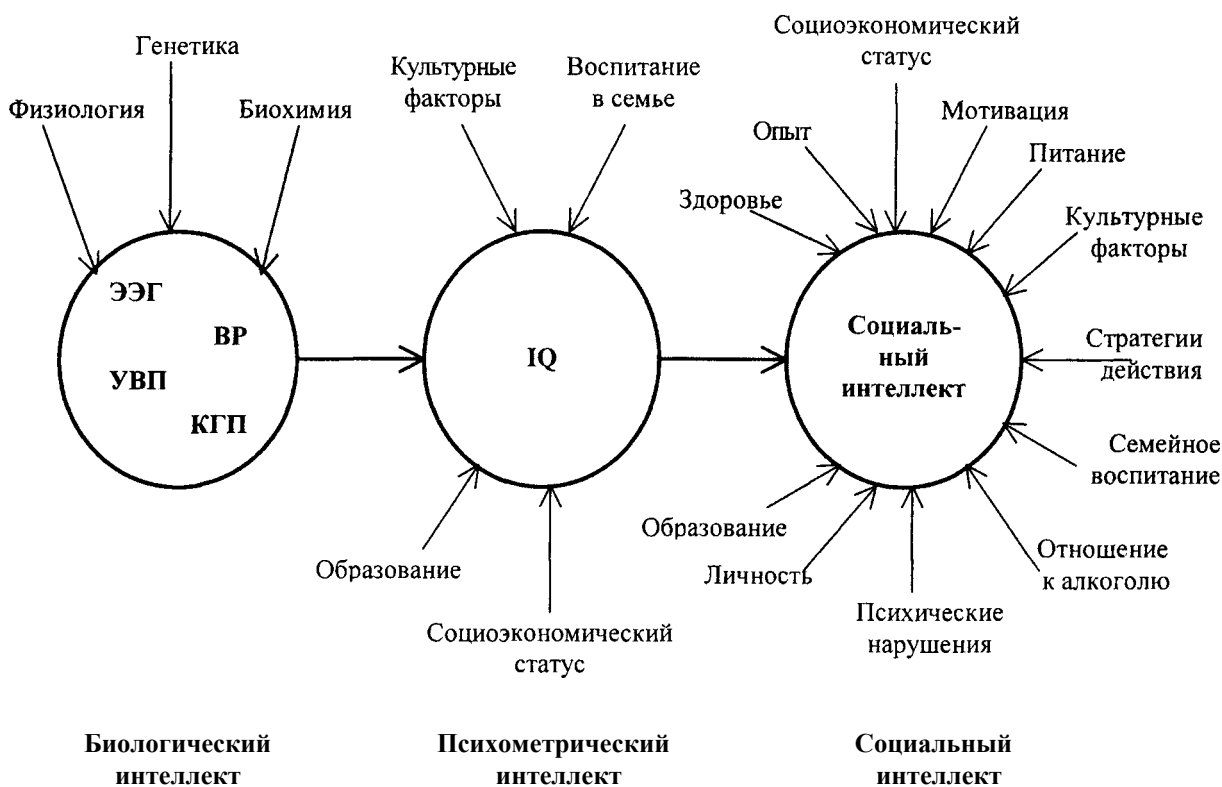 Генетика
Физиология
Биохимия
ЭЭГ
ВР
УВП
КГП
Культурные
факторы
Воспитание
в семье
IQ
Образование
Социоэкономический
статус
Социоэкономический
статус
Опыт
Мотивация
Здоровье
Питание
Культурные
факторы
Социаль-
ный
интеллект
Стратегии
действия
Семейное
воспитание
Образование
Личность
Психические
нарушения
Отношение
к алкоголю
Биологический
интеллект
Психометрический
интеллект
Социальный
интеллект